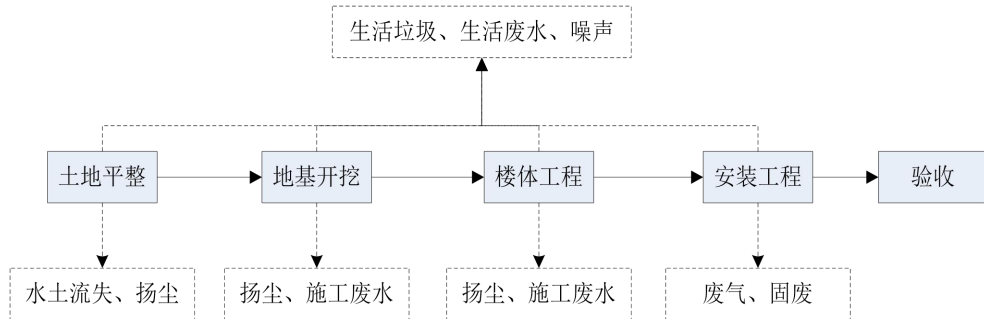 生活垃圾、生活废水、噪声
土地平整
地基开挖
楼体工程
安装工程
验收
水土流失、扬尘
扬尘、施工废水
扬尘、施工废水
废气、固废